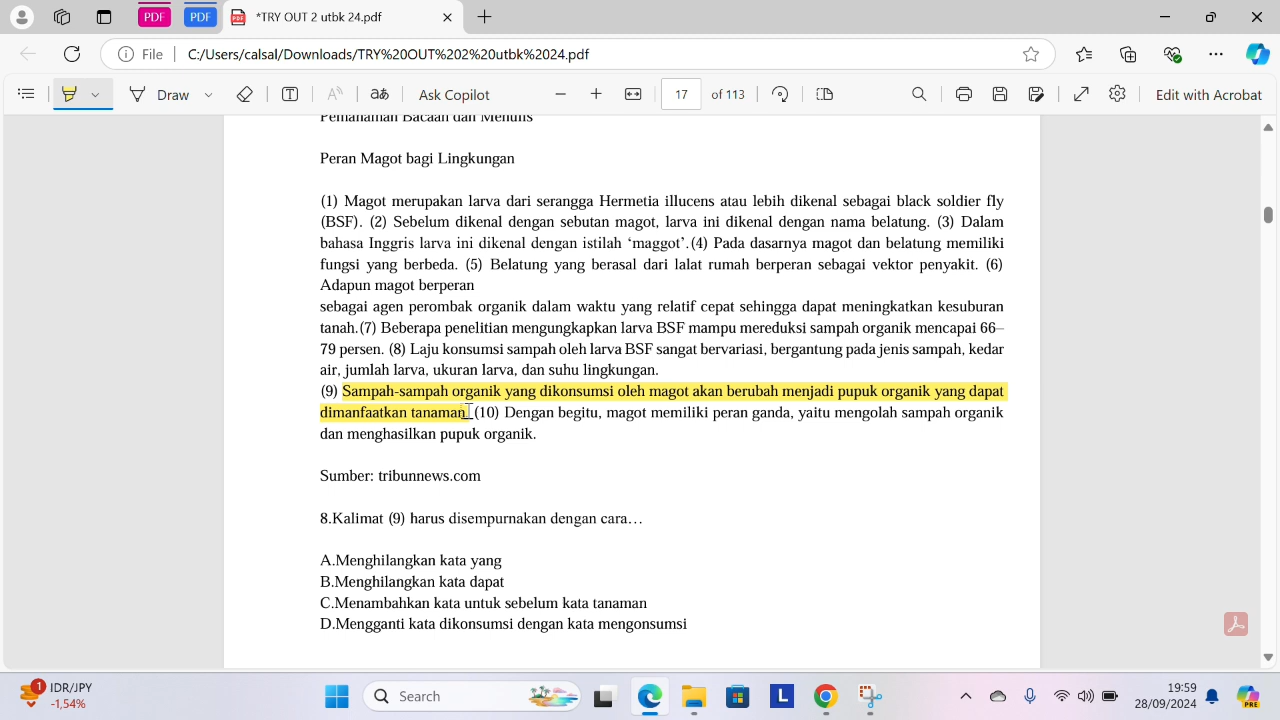 PDF PDF *TRY OUT 2 utbk 24.pdf
File C:/Users/calsal/Downloads/TRY%20OUT%202%20utbk%2024.pdf
Draw aあ Ask Copilot 17 of 113 Edit with Acrobat
Pemahaman Bacaan dan Menulis
Peran Magot bagi Lingkungan
(1) Magot merupakan larva dari serangga Hermetia illucens atau lebih dikenal sebagai black soldier fly
(BSF). (2) Sebelum dikenal dengan sebutan magot, larva ini dikenal dengan nama belatung. (3) Dalam
bahasa Inggris larva ini dikenal dengan istilah ‘maggot’.(4) Pada dasarnya magot dan belatung memiliki
fungsi yang berbeda. (5) Belatung yang berasal dari lalat rumah berperan sebagai vektor penyakit. (6)
Adapun magot berperan
sebagai agen perombak organik dalam waktu yang relatif cepat sehingga dapat meningkatkan kesuburan
tanah.(7) Beberapa penelitian mengungkapkan larva BSF mampu mereduksi sampah organik mencapai 66–
79 persen. (8) Laju konsumsi sampah oleh larva BSF sangat bervariasi, bergantung pada jenis sampah, kedar
air, jumlah larva, ukuran larva, dan suhu lingkungan.
(9) Sampah-sampah organik yang dikonsumsi oleh magot akan berubah menjadi pupuk organik yang dapat
dimanfaatkan tanaman. (10) Dengan begitu, magot memiliki peran ganda, yaitu mengolah sampah organik
dan menghasilkan pupuk organik.
Sumber: tribunnews.com
8.Kalimat (9) harus disempurnakan dengan cara…
A.Menghilangkan kata yang
B.Menghilangkan kata dapat
C.Menambahkan kata untuk sebelum kata tanaman
D.Mengganti kata dikonsumsi dengan kata mengonsumsi
1 IDR/JPY
-1,54%
Search
L
19:59
28/09/2024
PRE